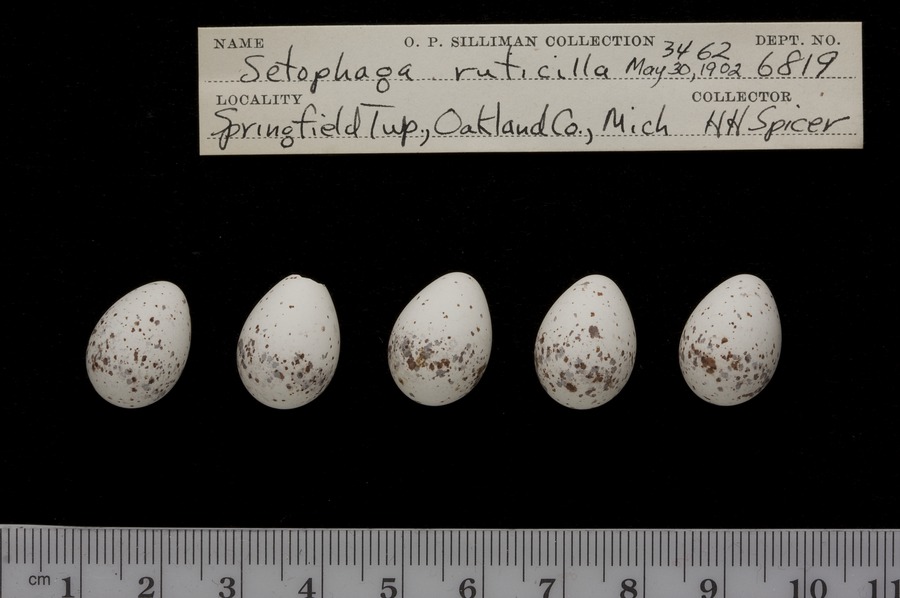 NAME O. P. SILLIMAN COLLECTION 3462 DEPT. NO.
Setophaga ruticilla May 30, 1902 6819
LOCALITY COLLECTOR
Springfield Twp., Oakland Co., Mich HH Spicer
cm 1 2 3 4 5 6 7 8 9 10 11